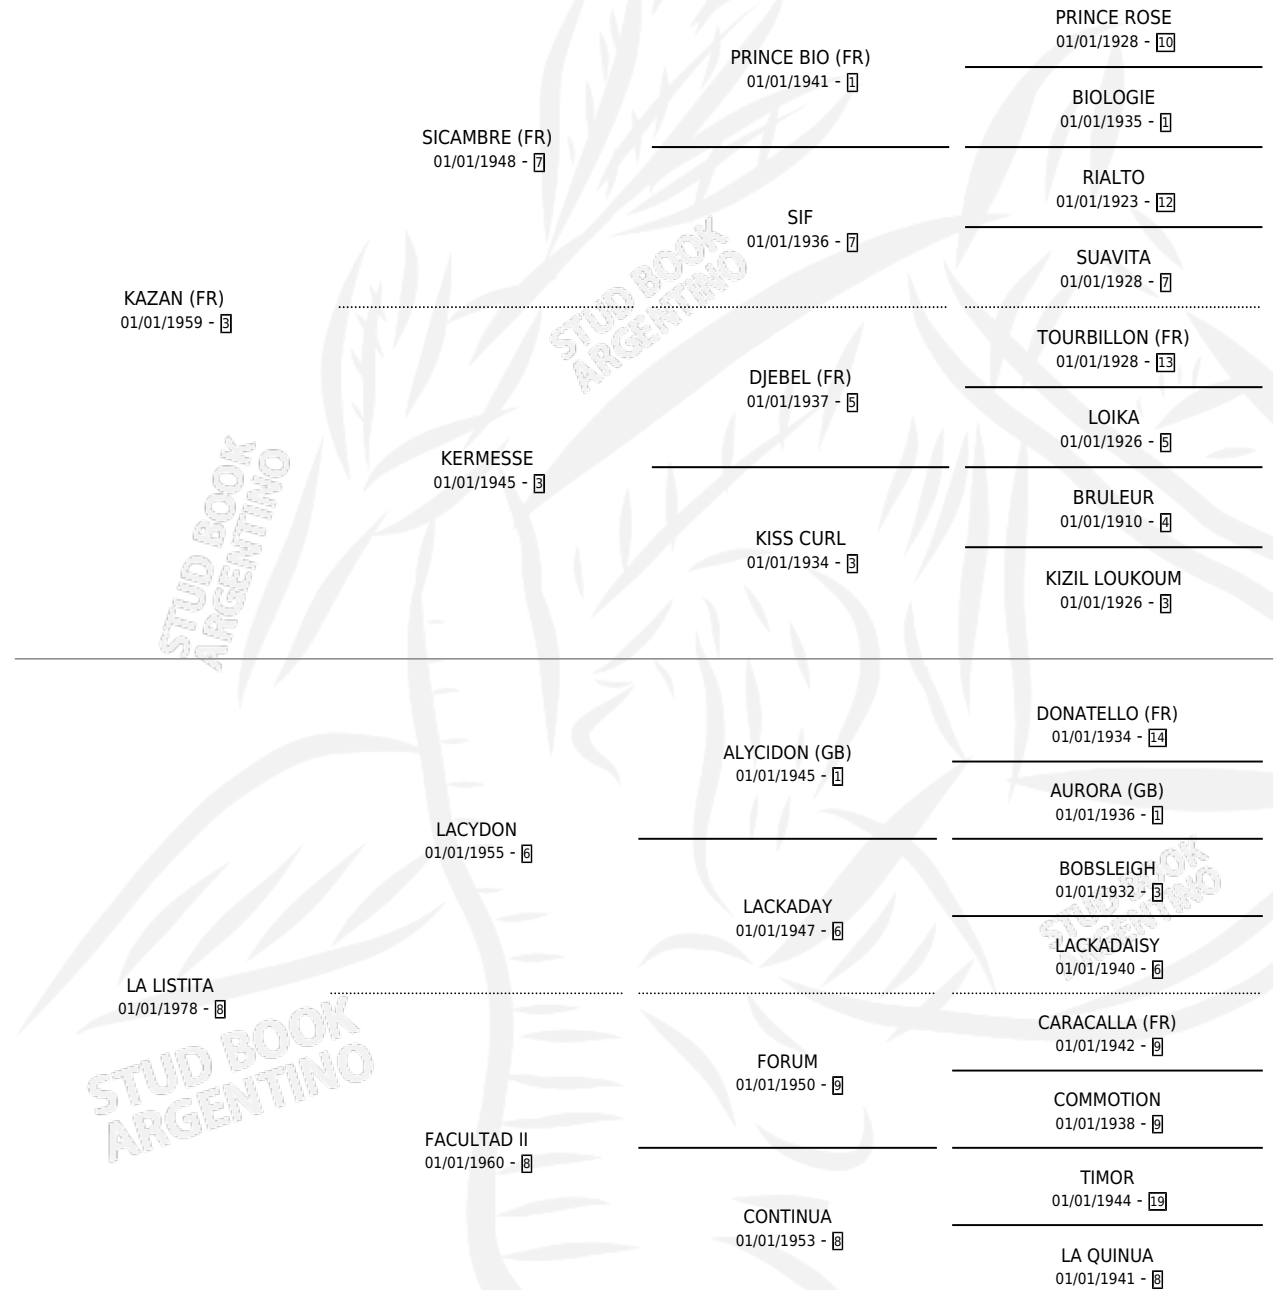 PRINCE ROSE
01/01/1928 - 10
PRINCE BIO (FR)
01/01/1941 - 1
BIOLOGIE
01/01/1935 - 1
SICAMBRE (FR)
01/01/1948 - 7
RIALTO
01/01/1923 - 12
SIF
01/01/1936 - 7
SUAVITA
01/01/1928 - 7
STUD BOOK
ARGENTINO
KAZAN (FR)
01/01/1959 - 3
TOURBILLON (FR)
01/01/1928 - 13
DJEBEL (FR)
01/01/1937 - 5
LOIKA
01/01/1926 - 5
KERMESSE
01/01/1945 - 3
BRULEUR
01/01/1910 - 4
KISS CURL
01/01/1934 - 3
KIZIL LOUKOUM
01/01/1926 - 3
STUD BOOK
ARGENTINO
DONATELLO (FR)
01/01/1934 - 14
ALYCIDON (GB)
01/01/1945 - 1
AURORA (GB)
01/01/1936 - 1
LACYDON
01/01/1955 - 6
BOBSLEIGH
01/01/1932 - 3
LACKADAY
01/01/1947 - 6
LACKADAISY
01/01/1940 - 6
STUD BOOK
ARGENTINO
LA LISTITA
01/01/1978 - 8
CARACALLA (FR)
01/01/1942 - 9
FORUM
01/01/1950 - 9
COMMOTION
01/01/1938 - 9
STUD BOOK
ARGENTINO
FACULTAD II
01/01/1960 - 8
TIMOR
01/01/1944 - 19
CONTINUA
01/01/1953 - 8
LA QUINUA
01/01/1941 - 8